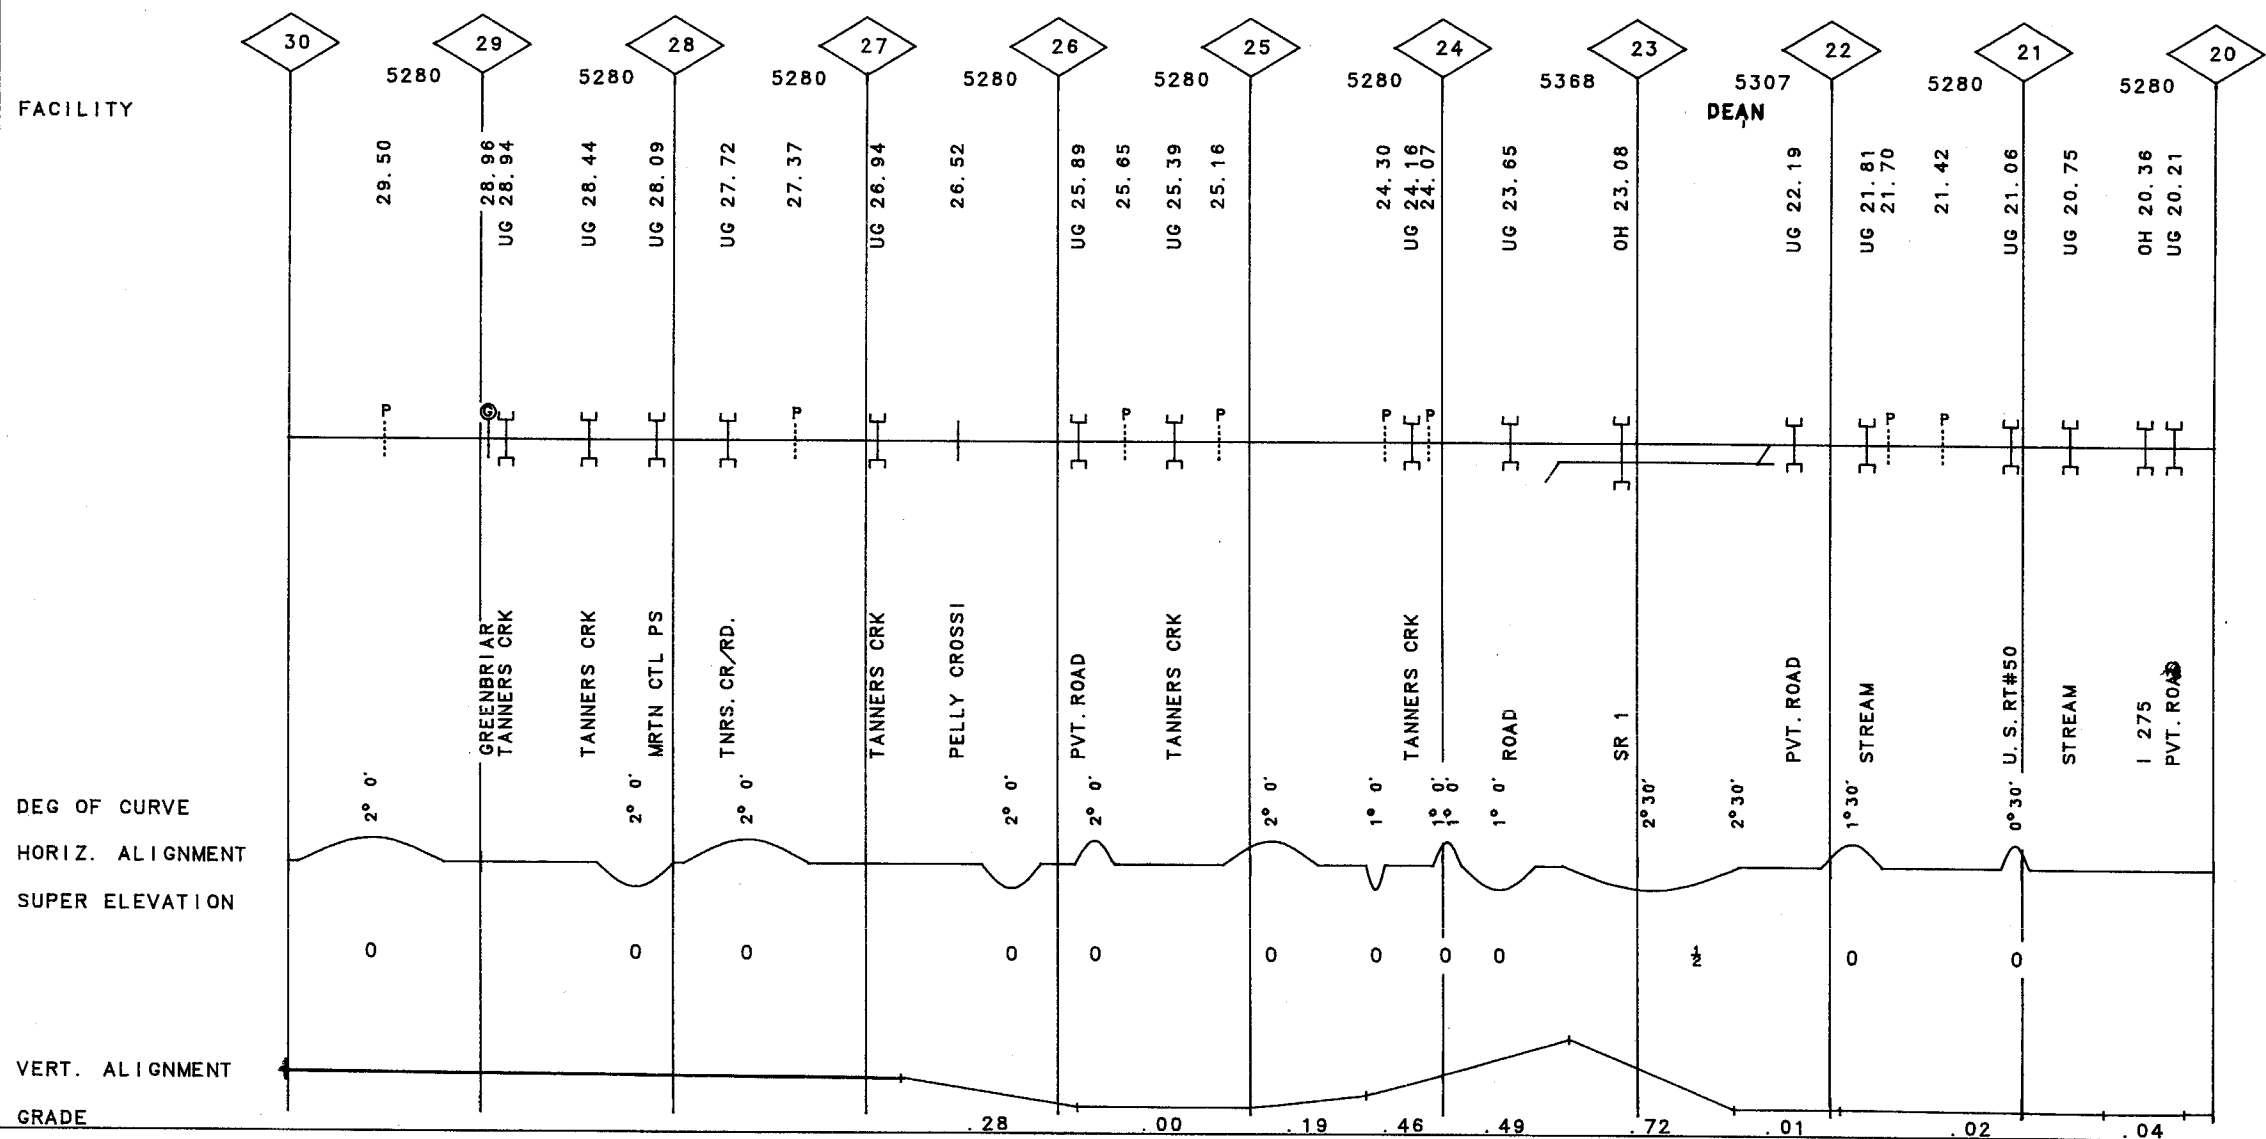 30 29 28 27 26 25 24 23 22 21 20
5280 5280 5280 5280 5280 5280 5368 5307 5280 5280
FACILITY
DEAN
29.50
28.96
UG 28.94
UG 28.44
UG 28.09
UG 27.72
27.37
UG 26.94
26.52
UG 25.89
25.65
UG 25.39
25.16
24.30
UG 24.16
24.07
UG 23.65
OH 23.08
UG 22.19
UG 21.81
21.70
21.42
UG 21.06
UG 20.75
OH 20.36
UG 20.21
P G P P P P P P P
GREENBRIAR
TANNERS CRK
TANNERS CRK
MRTN CTL PS
TNRS.CR/RD.
TANNERS CRK
PELLY CROSSI
PVT.ROAD
TANNERS CRK
TANNERS CRK
ROAD
SR 1
PVT.ROAD
STREAM
U.S.RT#50
STREAM
I 275
PVT.ROAD
DEG OF CURVE
2° 0' 2° 0' 2° 0' 2° 0' 2° 0' 2° 0' 1° 0' 1° 0' 1° 0' 1° 0' 2°30' 2°30' 1°30' 0°30'
HORIZ. ALIGNMENT
SUPER ELEVATION
0 0 0 0 0 0 0 0 0 ½ 0 0
VERT. ALIGNMENT
GRADE
.28 .00 .19 .46 .49 .72 .01 .02 .04